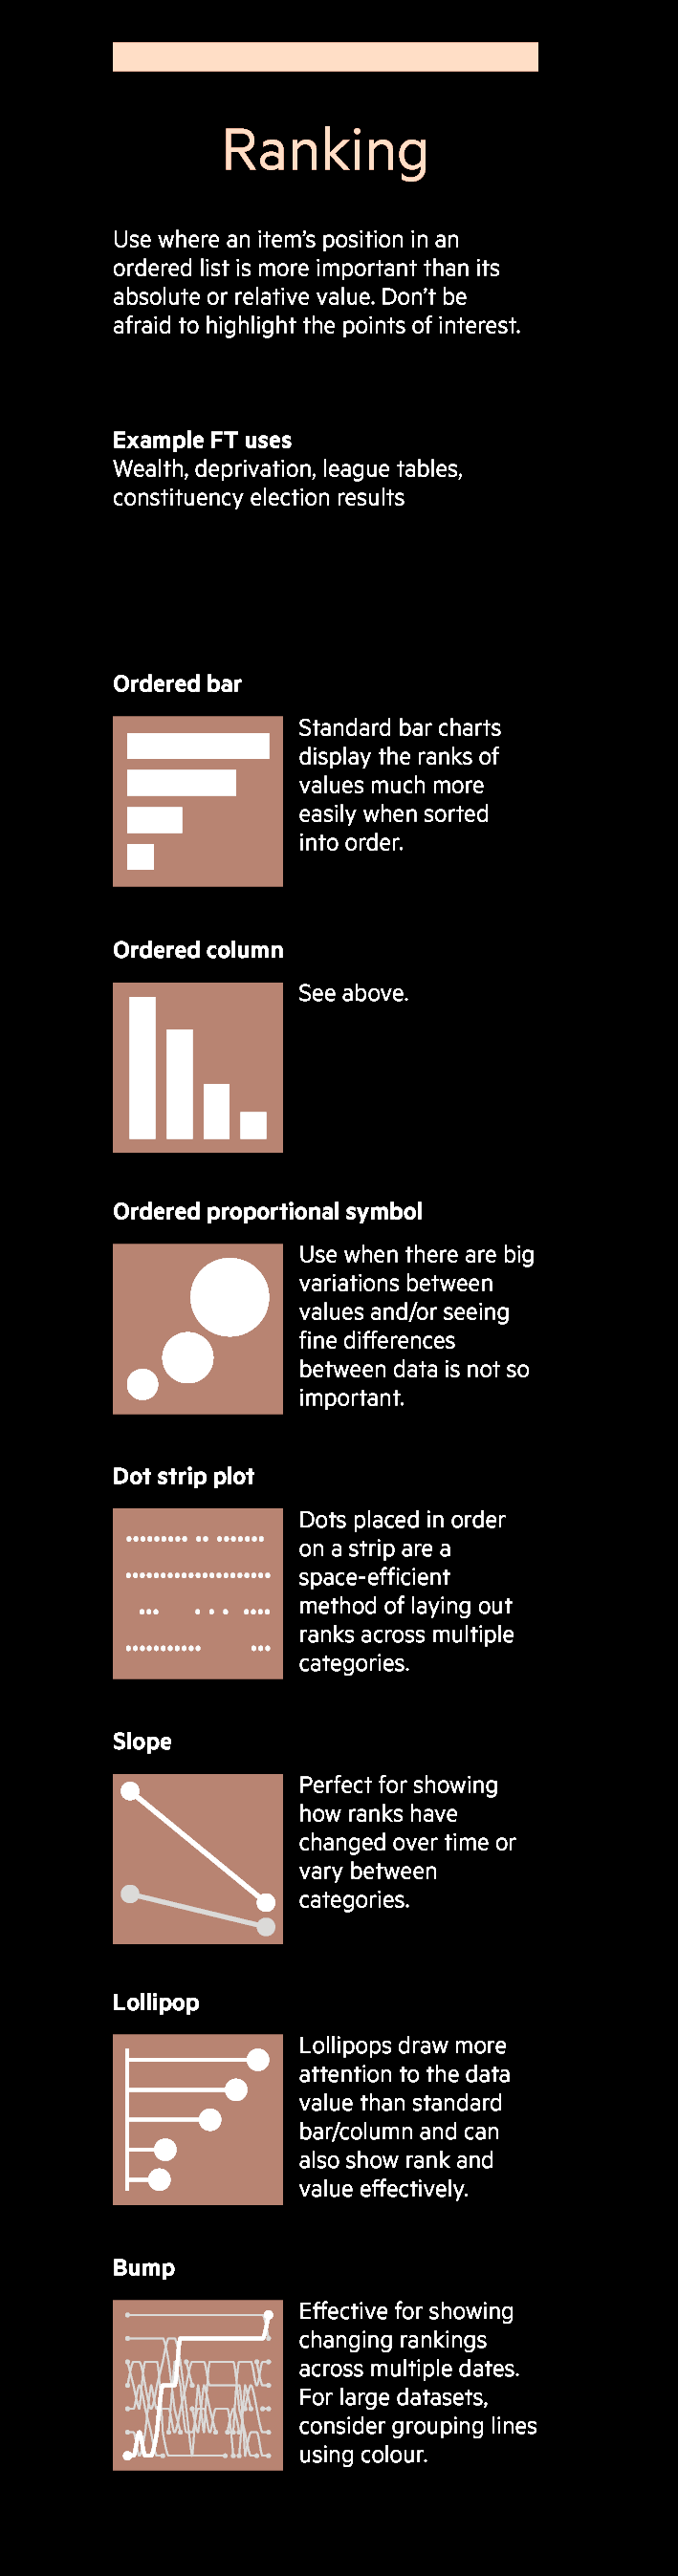 Ranking
Use where an item’s position in an
ordered list is more important than its
absolute or relative value. Don’t be
afraid to highlight the points of interest.
Example FT uses
Wealth, deprivation, league tables,
constituency election results
Ordered bar
Standard bar charts
display the ranks of
values much more
easily when sorted
into order.
Ordered column
See above.
Ordered proportional symbol
Use when there are big
variations between
values and/or seeing
fine differences
between data is not so
important.
Dot strip plot
Dots placed in order
on a strip are a
space-efficient
method of laying out
ranks across multiple
categories.
Slope
Perfect for showing
how ranks have
changed over time or
vary between
categories.
Lollipop
Lollipops draw more
attention to the data
value than standard
bar/column and can
also show rank and
value effectively.
Bump
Effective for showing
changing rankings
across multiple dates.
For large datasets,
consider grouping lines
using colour.